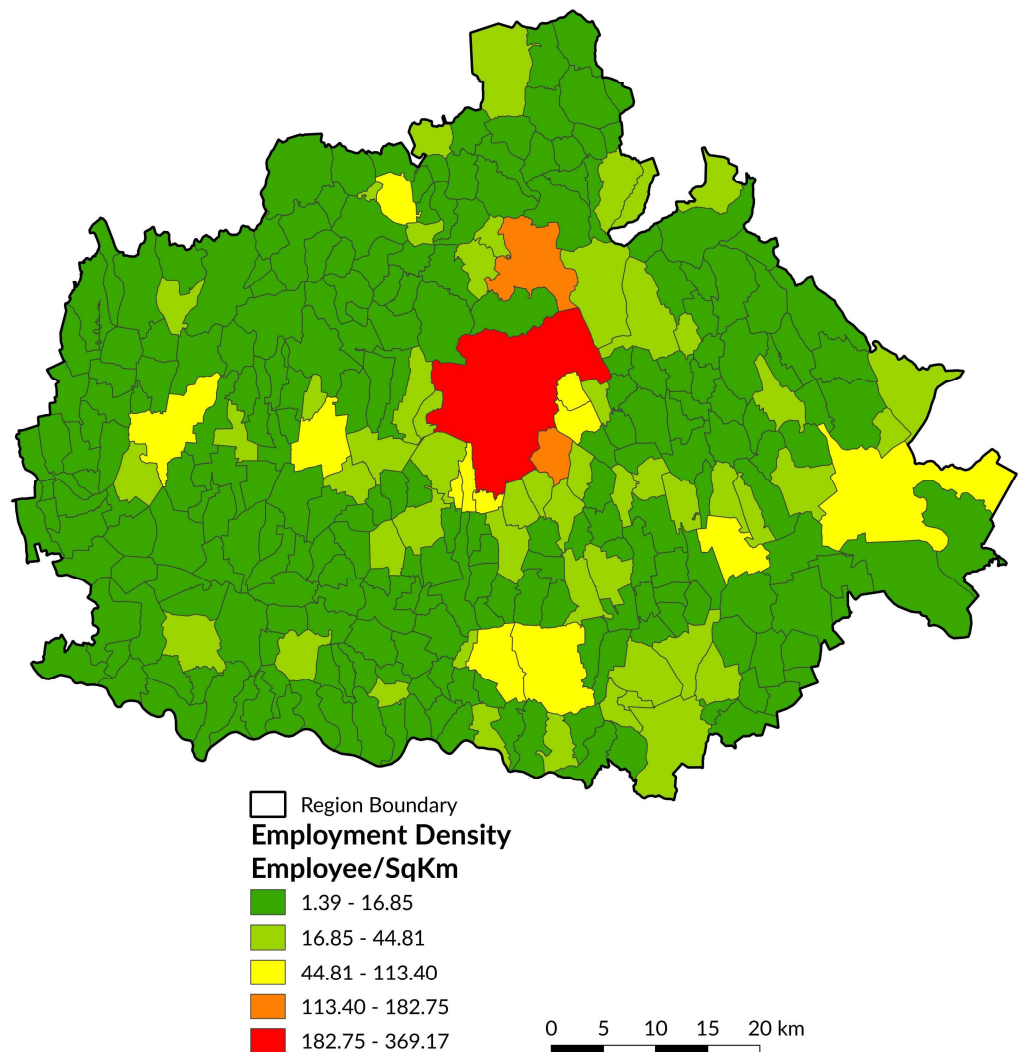 Region Boundary
Employment Density
Employee/SqKm
1.39 - 16.85
16.85 - 44.81
44.81 - 113.40
113.40 - 182.75
182.75 - 369.17
0 5 10 15 20 km